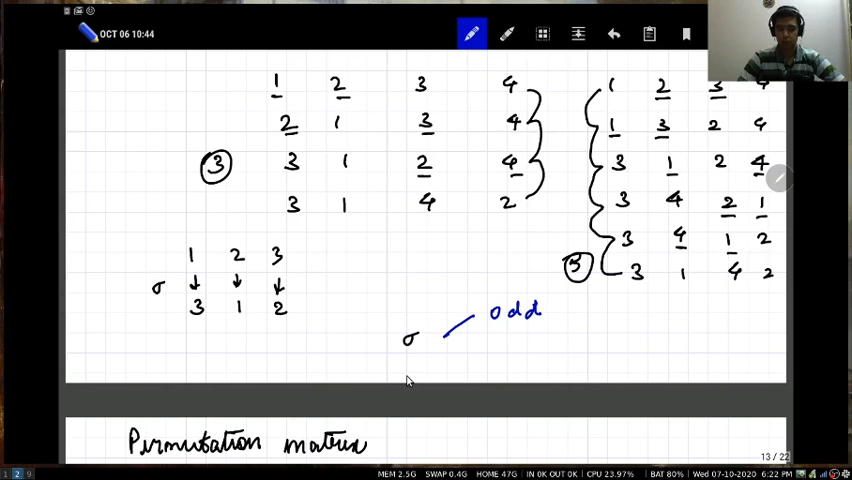 OCT 06 10:44
1 2 3 4
2 1 3 4
3 3 1 2 4
3 1 4 2
1 2 3
σ ↓ ↓ ↓
3 1 2
1 2 3 4
1 3 2 4
3 1 2 4
3 4 2 1
3 4 1 2
5 3 1 4 2
σ odd
Permutation matrix
13 / 22
1 2 9 MEM 2.5G SWAP 0.4G HOME 47G IN 0K OUT 0K CPU 23.97% BAT 80% Wed 07-10-2020 6:22 PM